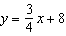 y = 3/4 x + 8